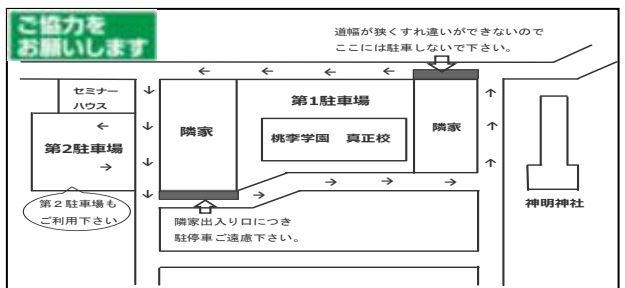 ご協力を
お願いします
道幅が狭くすれ違いができないので
ここには駐車しないで下さい。
セミナー
ハウス
第1駐車場
隣家
隣家
第2駐車場
桃李学園 真正校
神明神社
第2駐車場も
ご利用下さい
隣家出入り口につき
駐停車ご遠慮下さい。